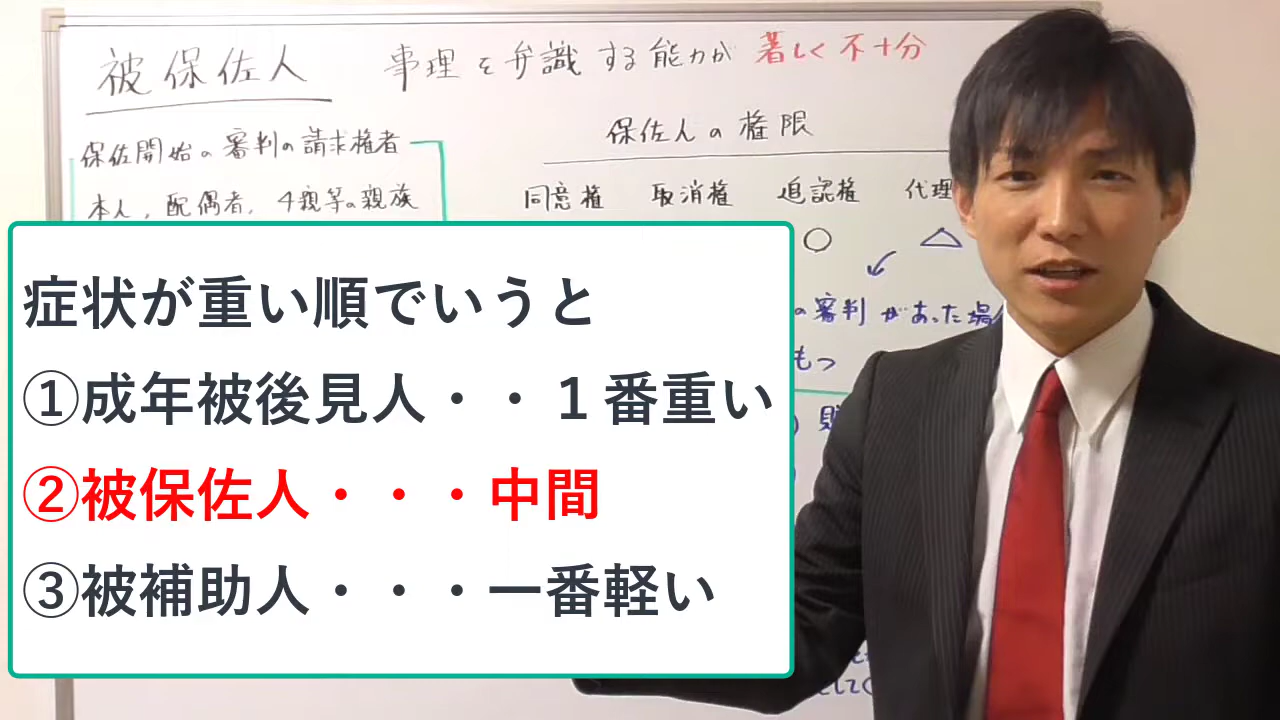 被保佐人
事理を弁識する能力が著しく不十分
保佐開始の審判の請求権者
本人, 配偶者, 4親等の親族
保佐人の権限
同意権 取消権 追認権 代理
○ △
の審判があった場
もつ
症状が重い順でいうと
①成年被後見人・・１番重い
②被保佐人・・・中間
③被補助人・・・一番軽い